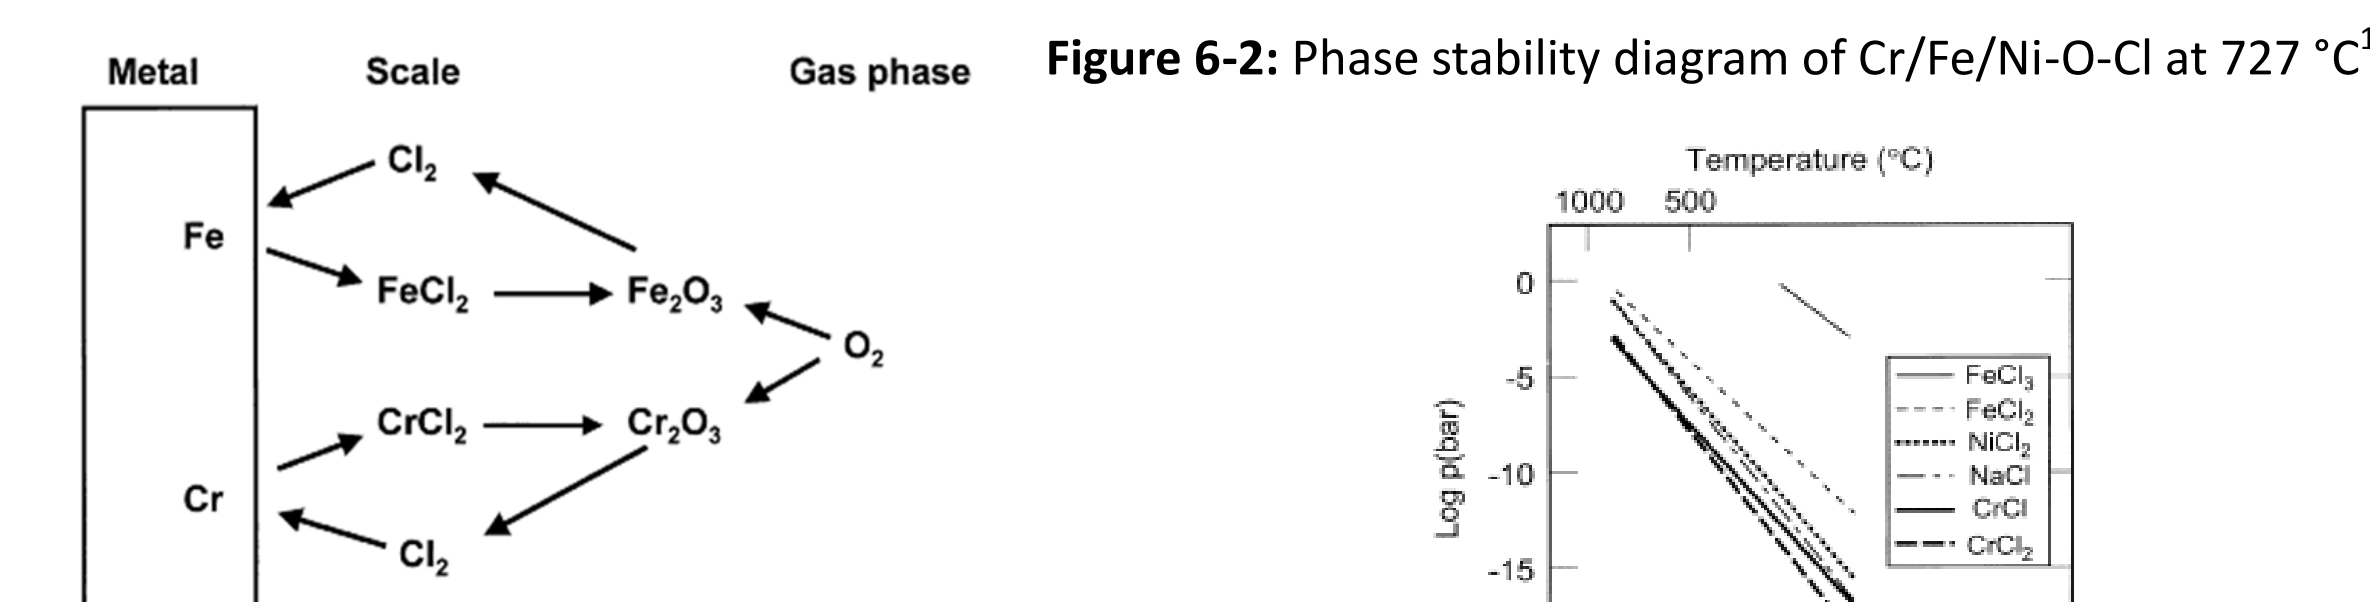 Metal Scale Gas phase
Cl₂
Fe
FeCl₂ Fe₂O₃
O₂
CrCl₂ Cr₂O₃
Cr
Cl₂
Figure 6-2: Phase stability diagram of Cr/Fe/Ni-O-Cl at 727 °C¹
Temperature (°C)
1000 500
0
-5
-10
-15
Log p(bar)
FeCl₃
FeCl₂
NiCl₂
NaCl
CrCl
CrCl₂